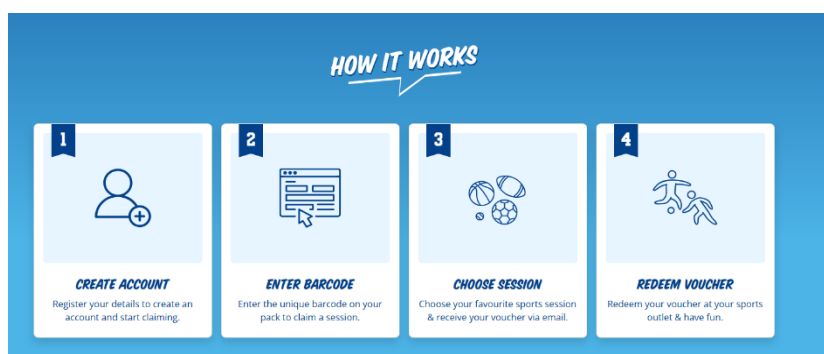 HOW IT WORKS
1
2
3
4
CREATE ACCOUNT
Register your details to create an
account and start claiming.
ENTER BARCODE
Enter the unique barcode on your
pack to claim a session.
CHOOSE SESSION
Choose your favourite sports session
& receive your voucher via email.
REDEEM VOUCHER
Redeem your voucher at your sports
outlet & have fun.